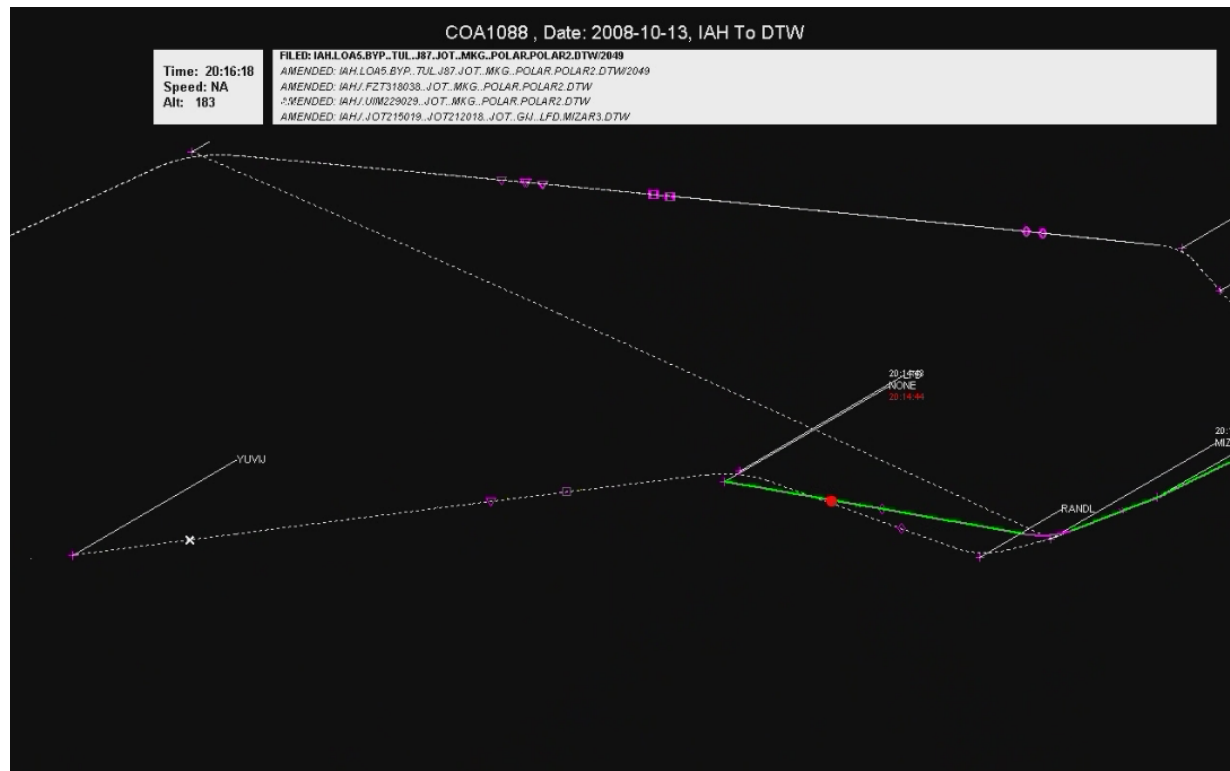 COA1088 , Date: 2008-10-13, IAH To DTW
Time: 20:16:18
Speed: NA
Alt: 183
FILED: IAH.LOA5.BYP..TUL.J87.JOT..MKG..POLAR.POLAR2.DTW/2049
AMENDED: IAH.LOA5.BYP..TUL.J87.JOT..MKG..POLAR.POLAR2.DTW/2049
AMENDED: IAH./.FZT318038..JOT..MKG..POLAR.POLAR2.DTW
AMENDED: IAH./.UIM229029..JOT..MKG..POLAR.POLAR2.DTW
AMENDED: IAH./.JOT215019..JOT212018..JOT..GIJ..LFD.MIZAR3.DTW
NONE
20:14:44
20:
MIZ
YUVIJ
RANDL